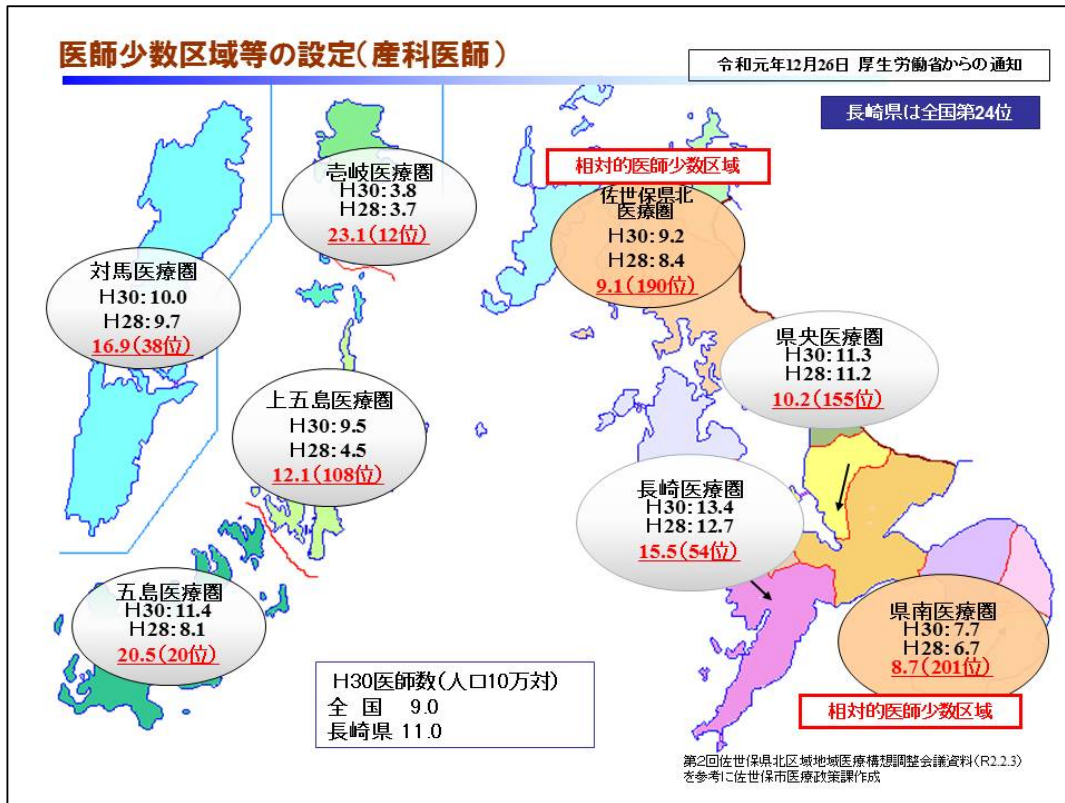 医師少数区域等の設定(産科医師)
令和元年12月26日 厚生労働省からの通知
長崎県は全国第24位
壱岐医療圏
H30:3.8
H28:3.7
23.1(12位)
相対的医師少数区域
佐世保県北
医療圏
H30:9.2
H28:8.4
9.1(190位)
対馬医療圏
H30:10.0
H28:9.7
16.9(38位)
県央医療圏
H30:11.3
H28:11.2
10.2(155位)
上五島医療圏
H30:9.5
H28:4.5
12.1(108位)
長崎医療圏
H30:13.4
H28:12.7
15.5(54位)
五島医療圏
H30:11.4
H28:8.1
20.5(20位)
県南医療圏
H30:7.7
H28:6.7
8.7(201位)
相対的医師少数区域
H30医師数(人口10万対)
全 国 9.0
長崎県 11.0
第2回佐世保県北区域地域医療構想調整会議資料(R2.2.3)
を参考に佐世保市医療政策課作成